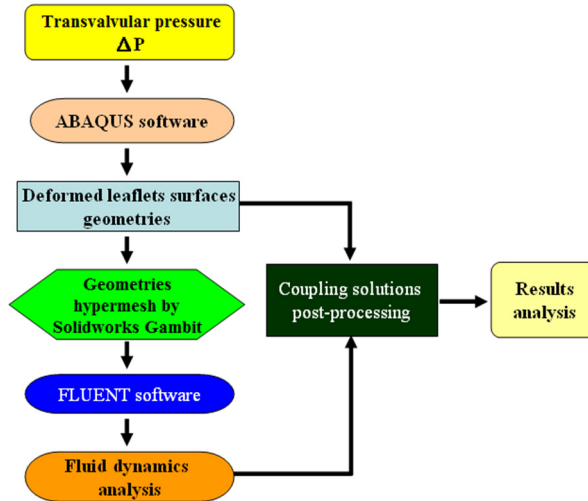 Transvalvular pressure
Δ P
ABAQUS software
Deformed leaflets surfaces
geometries
Geometries
hypermesh by
Solidworks Gambit
FLUENT software
Fluid dynamics
analysis
Coupling solutions
post-processing
Results
analysis